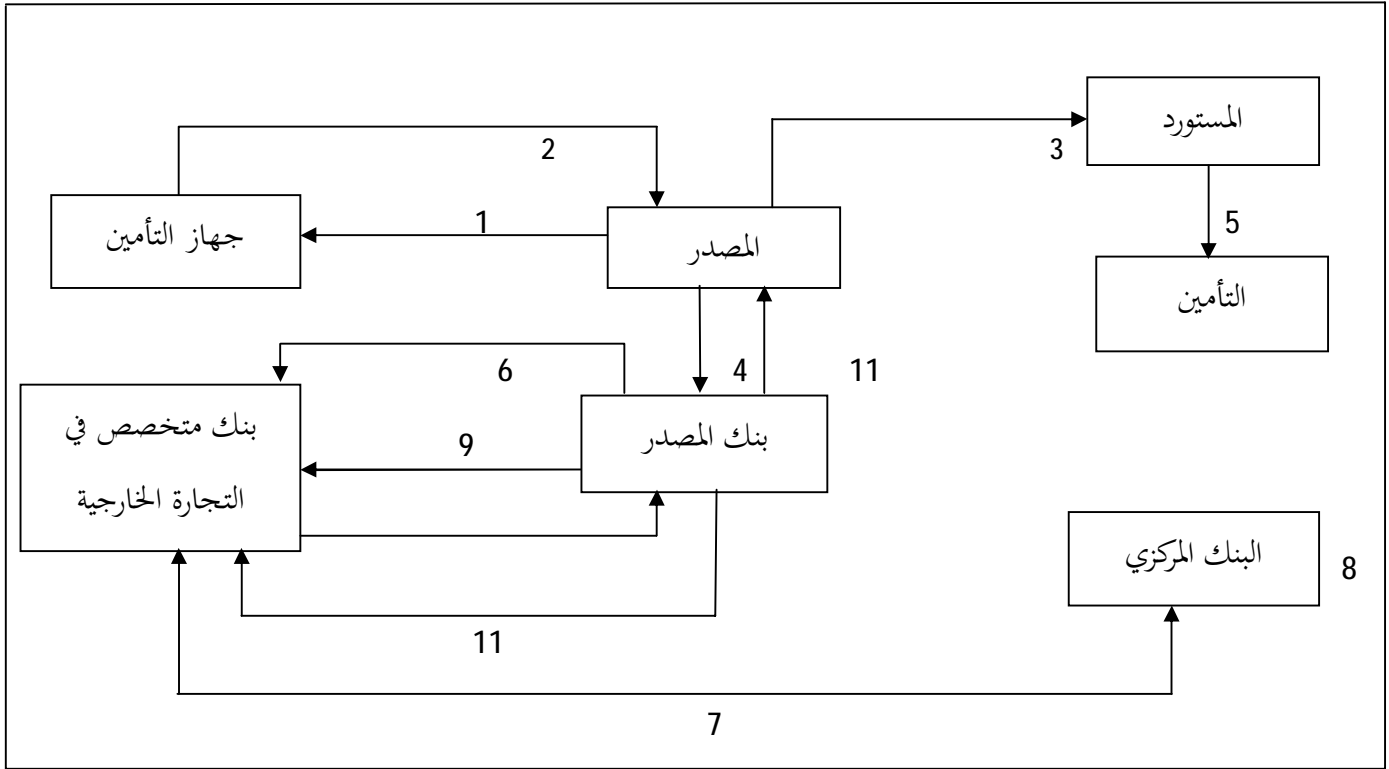 المستورد
2
3
جهاز التأمين
1
المصدر
5
التأمين
6
4
11
بنك متخصص في
التجارة الخارجية
9
بنك المصدر
البنك المركزي
8
11
7